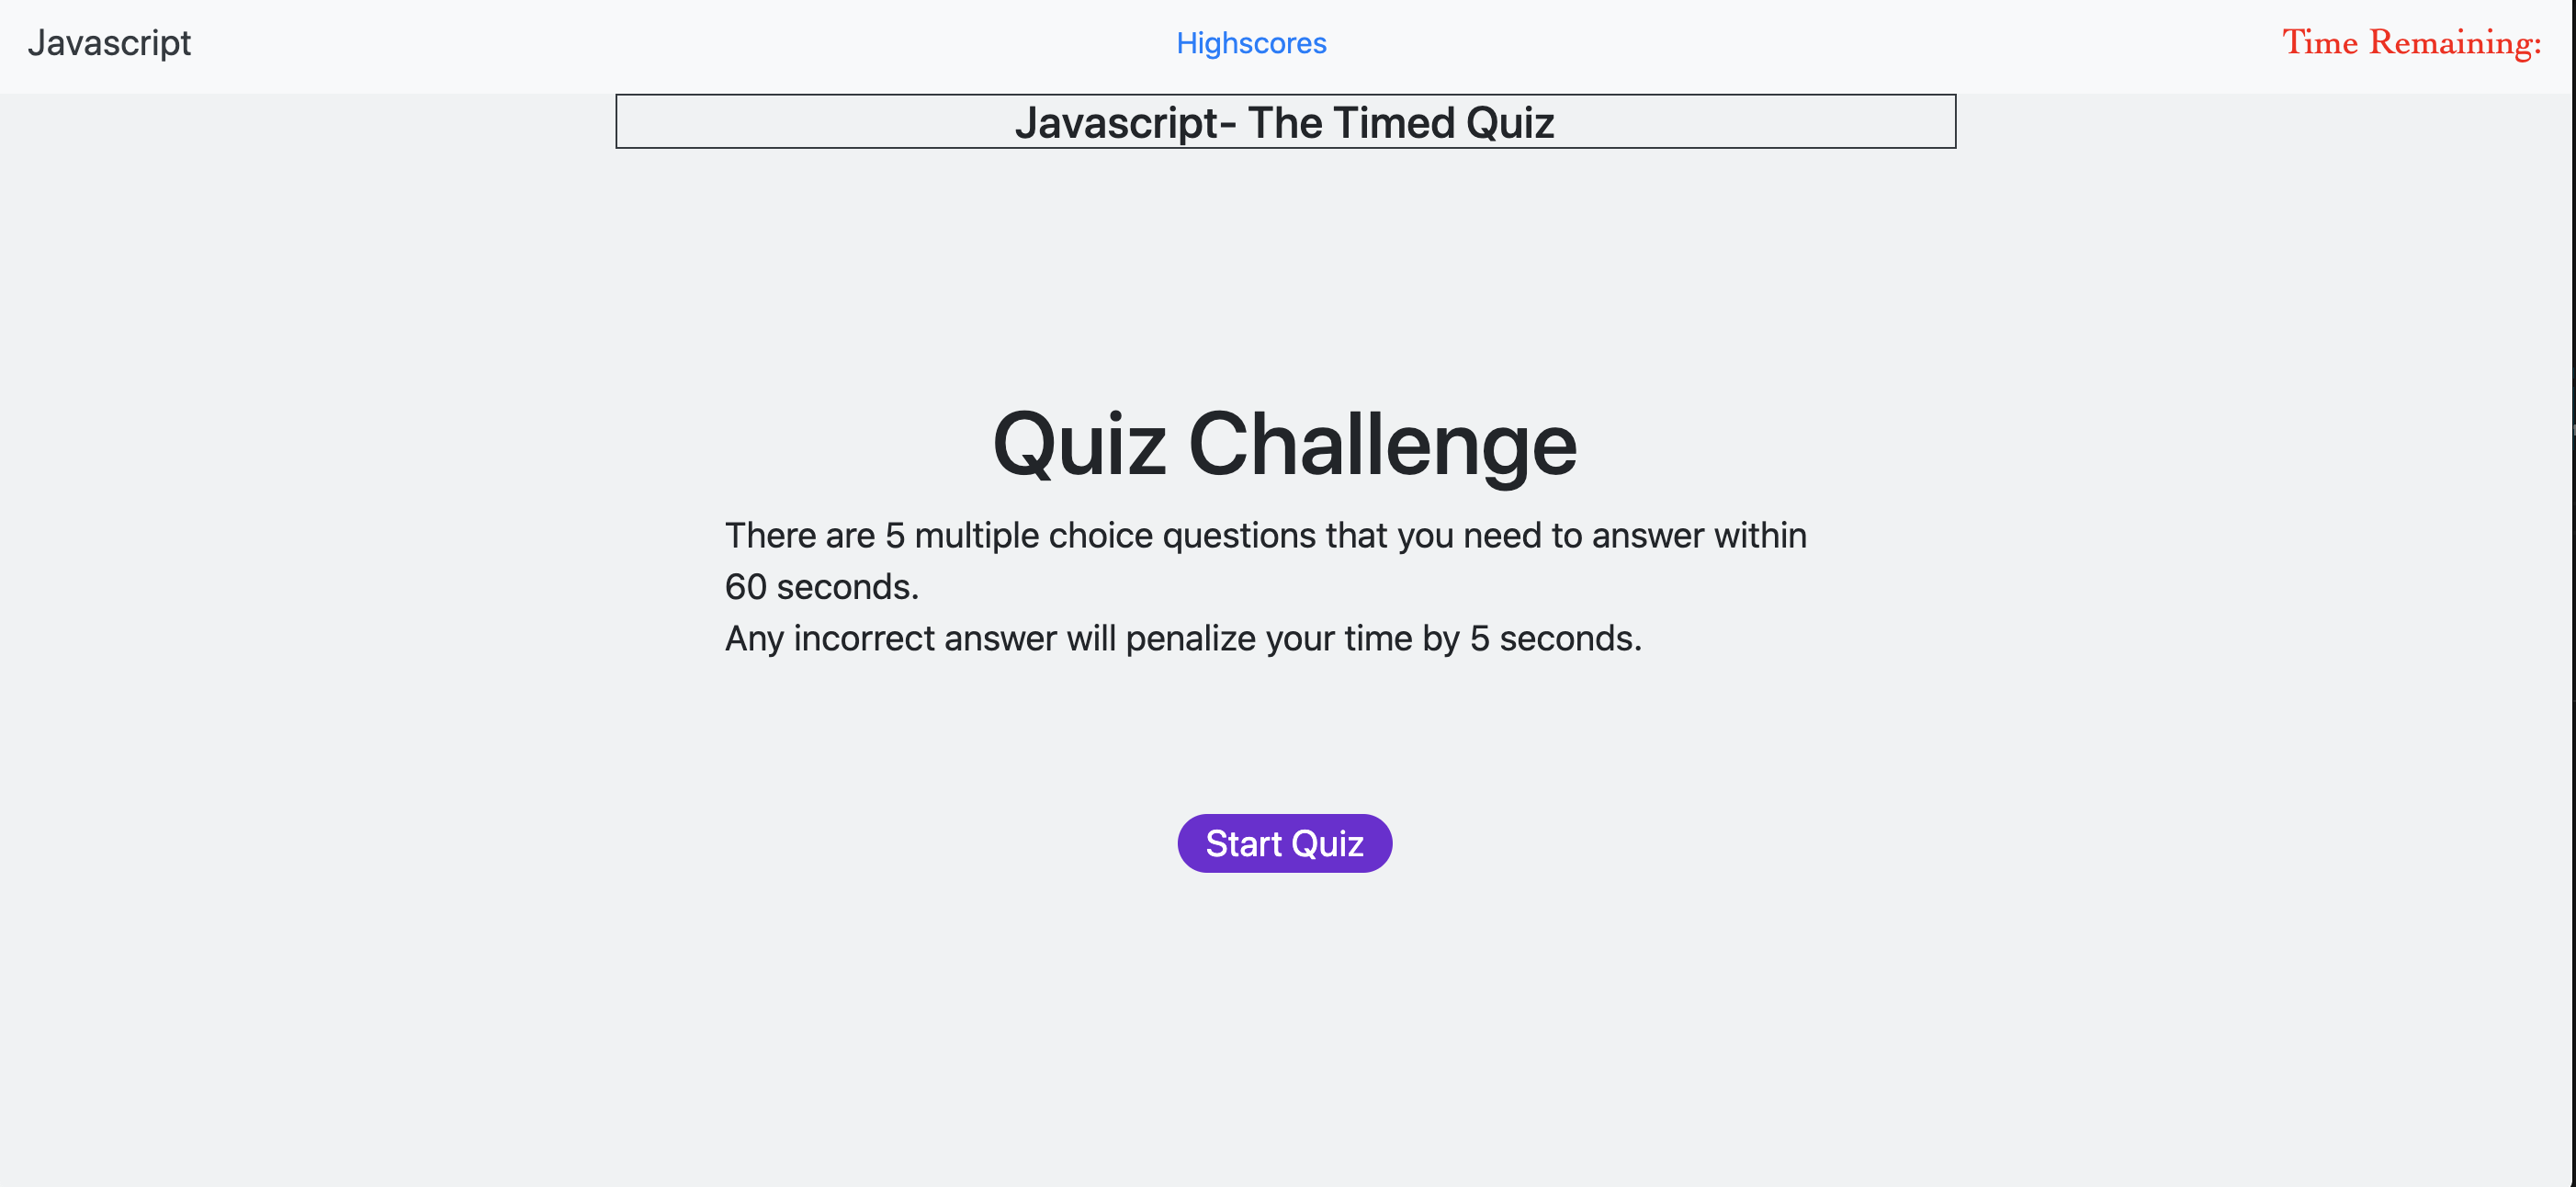 Javascript
Highscores
Time Remaining:
Javascript- The Timed Quiz
Quiz Challenge
There are 5 multiple choice questions that you need to answer within
60 seconds.
Any incorrect answer will penalize your time by 5 seconds.
Start Quiz